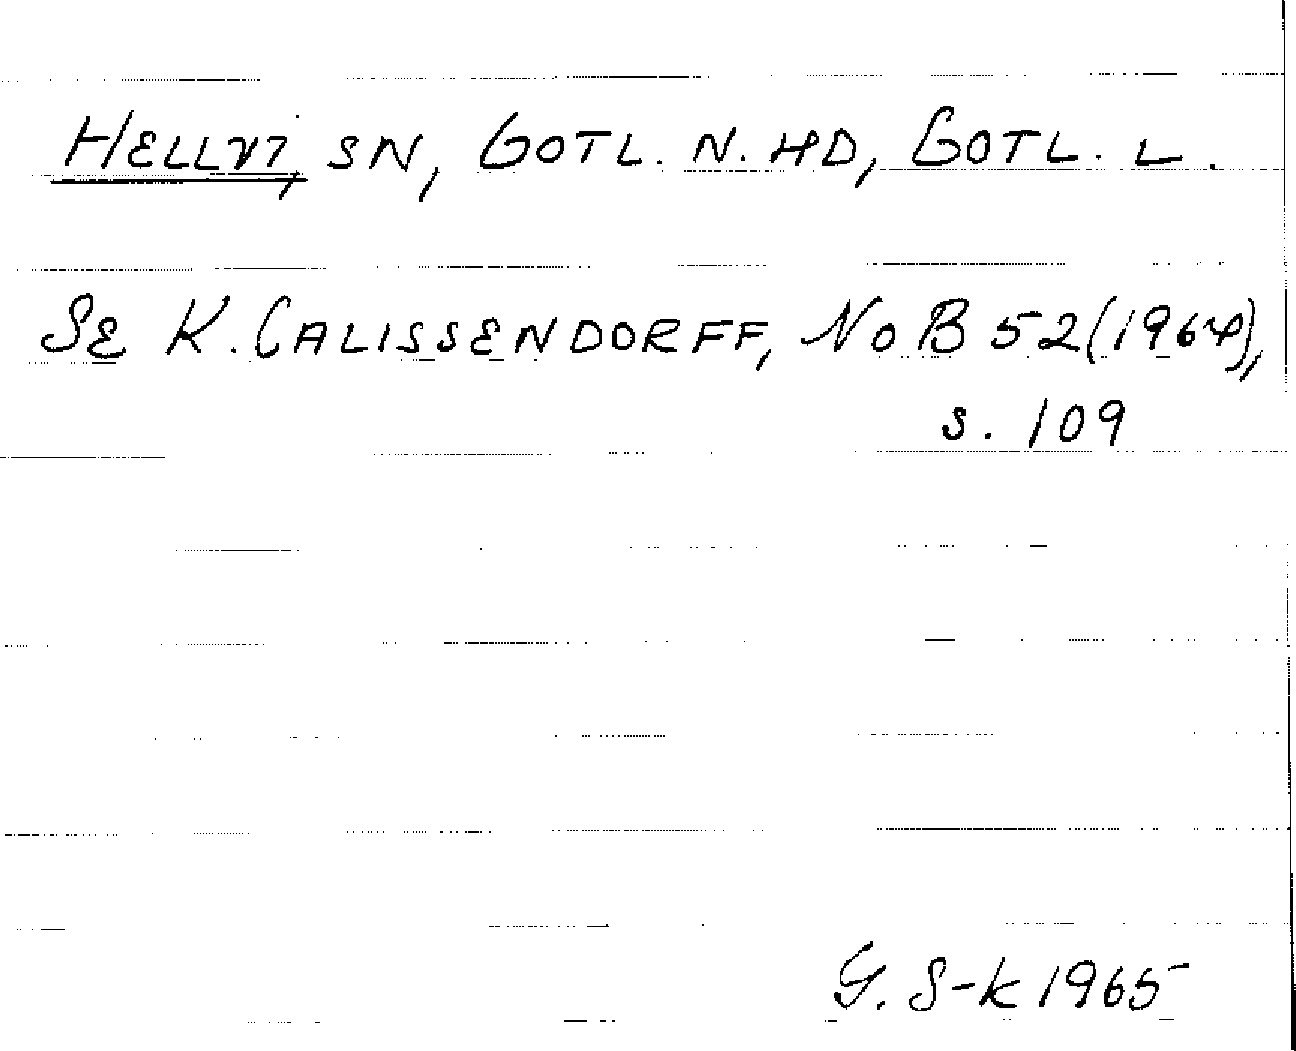 HELLVI, SN, GOTL. N. HD, GOTL. L.
SE K. CALISSENDORFF, NoB 52 (1964),
s. 109
G. S-k 1965